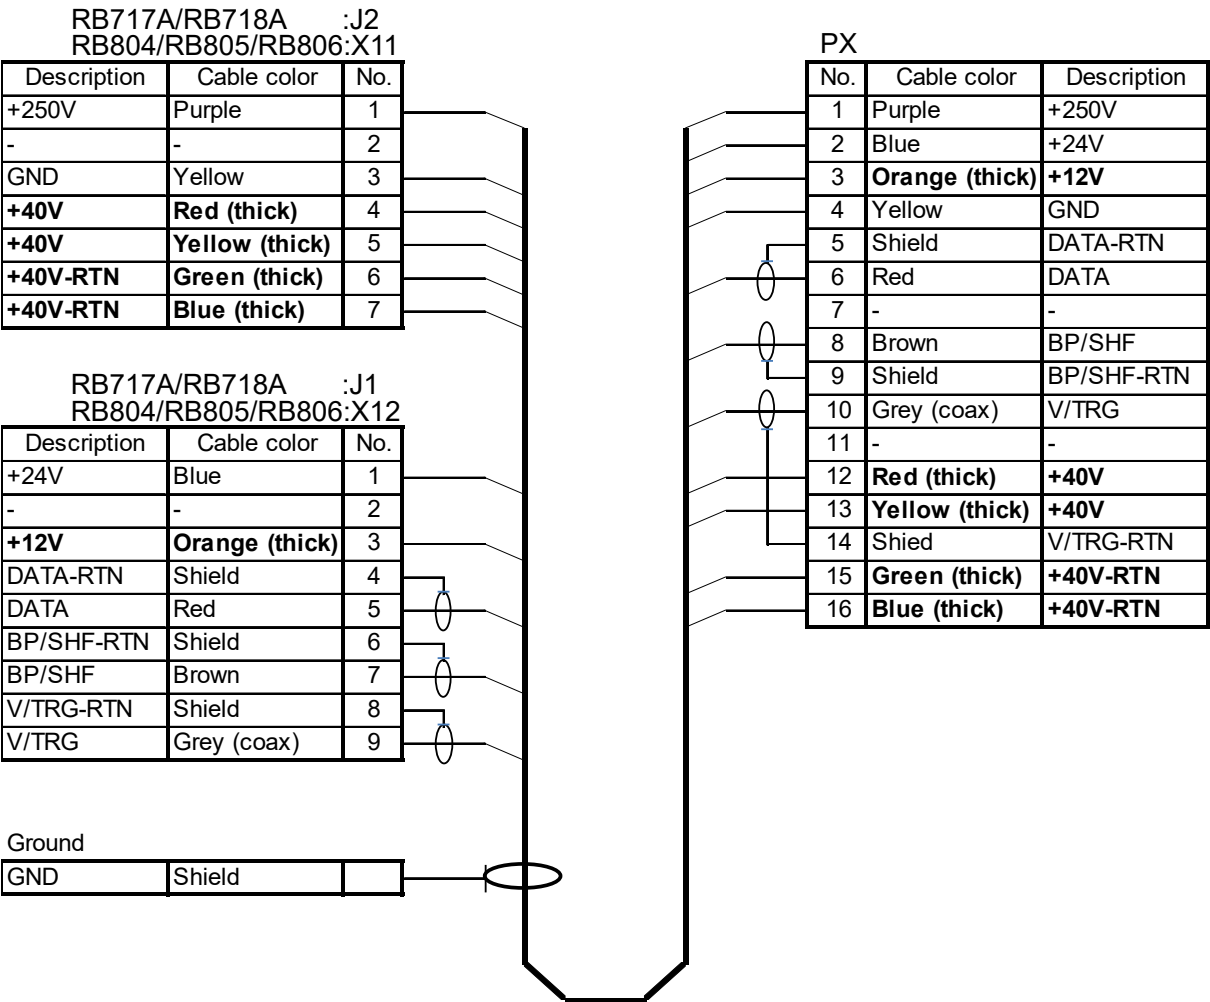 RB717A/RB718A :J2
RB804/RB805/RB806:X11
Description Cable color No.
+250V Purple 1
- - 2
GND Yellow 3
+40V Red (thick) 4
+40V Yellow (thick) 5
+40V-RTN Green (thick) 6
+40V-RTN Blue (thick) 7
RB717A/RB718A :J1
RB804/RB805/RB806:X12
Description Cable color No.
+24V Blue 1
- - 2
+12V Orange (thick) 3
DATA-RTN Shield 4
DATA Red 5
BP/SHF-RTN Shield 6
BP/SHF Brown 7
V/TRG-RTN Shield 8
V/TRG Grey (coax) 9
Ground
GND Shield
PX
No. Cable color Description
1 Purple +250V
2 Blue +24V
3 Orange (thick) +12V
4 Yellow GND
5 Shield DATA-RTN
6 Red DATA
7 - -
8 Brown BP/SHF
9 Shield BP/SHF-RTN
10 Grey (coax) V/TRG
11 - -
12 Red (thick) +40V
13 Yellow (thick) +40V
14 Shied V/TRG-RTN
15 Green (thick) +40V-RTN
16 Blue (thick) +40V-RTN